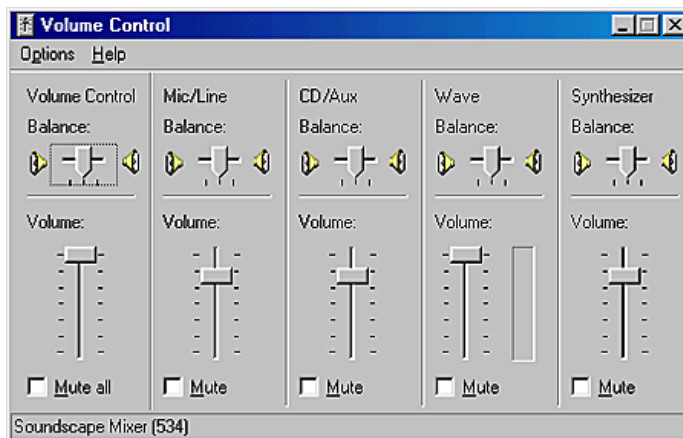 Volume Control
Options Help
Volume Control Mic/Line CD/Aux Wave Synthesizer
Balance: Balance: Balance: Balance: Balance:
Volume: Volume: Volume: Volume: Volume:
Mute all Mute Mute Mute Mute
Soundscape Mixer (534)